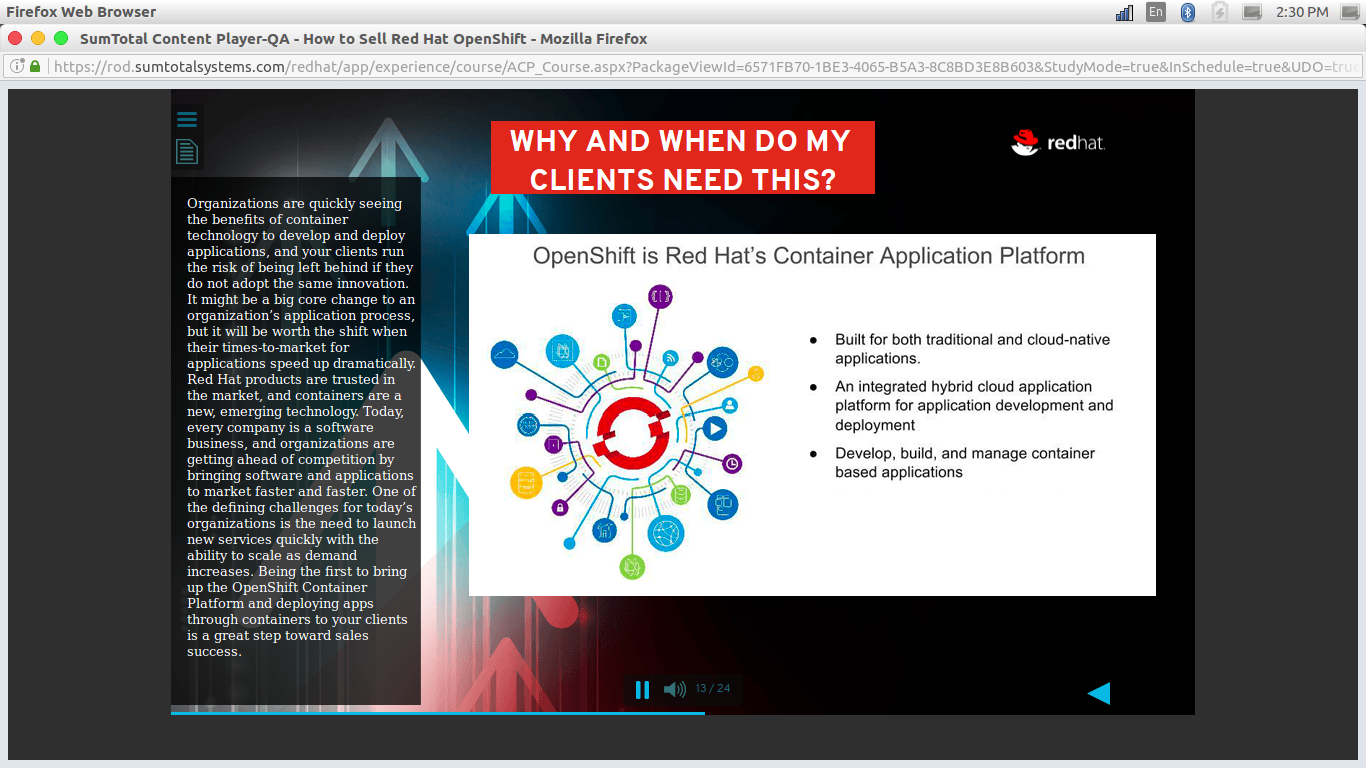 Firefox Web Browser
En
2:30 PM
SumTotal Content Player-QA - How to Sell Red Hat OpenShift - Mozilla Firefox
https://rod.sumtotalsystems.com/redhat/app/experience/course/ACP_Course.aspx?PackageViewId=6571FB70-1BE3-4065-B5A3-8C8BD3E8B603&StudyMode=true&InSchedule=true&UDO=true
WHY AND WHEN DO MY
CLIENTS NEED THIS?
redhat.
Organizations are quickly seeing
the benefits of container
technology to develop and deploy
applications, and your clients run
the risk of being left behind if they
do not adopt the same innovation.
It might be a big core change to an
organization’s application process,
but it will be worth the shift when
their times-to-market for
applications speed up dramatically.
Red Hat products are trusted in
the market, and containers are a
new, emerging technology. Today,
every company is a software
business, and organizations are
getting ahead of competition by
bringing software and applications
to market faster and faster. One of
the defining challenges for today’s
organizations is the need to launch
new services quickly with the
ability to scale as demand
increases. Being the first to bring
up the OpenShift Container
Platform and deploying apps
through containers to your clients
is a great step toward sales
success.
OpenShift is Red Hat’s Container Application Platform
● Built for both traditional and cloud-native
applications.
● An integrated hybrid cloud application
platform for application development and
deployment
● Develop, build, and manage container
based applications
13 / 24